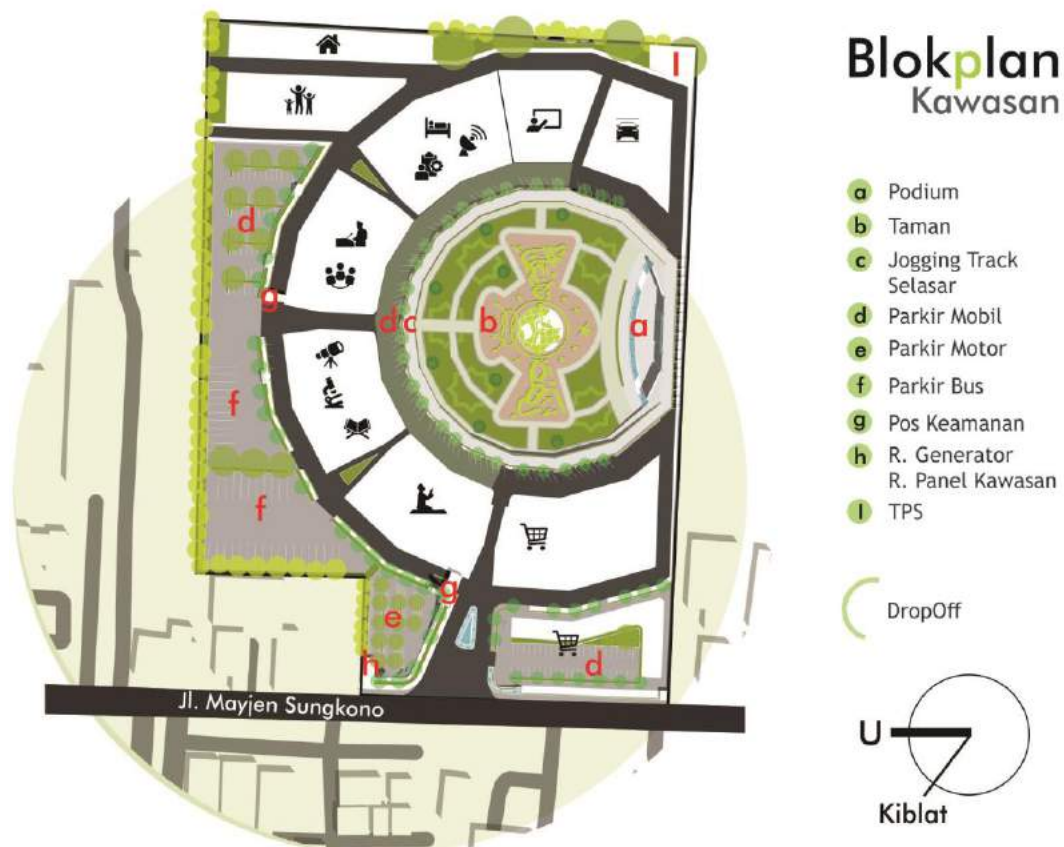 Blokplan
Kawasan
a Podium
b Taman
c Jogging Track
Selasar
d Parkir Mobil
e Parkir Motor
f Parkir Bus
g Pos Keamanan
h R. Generator
R. Panel Kawasan
l TPS
DropOff
U
Kiblat
l
d
g
d
c
b
a
f
f
g
e
h
d
Jl. Mayjen Sungkono